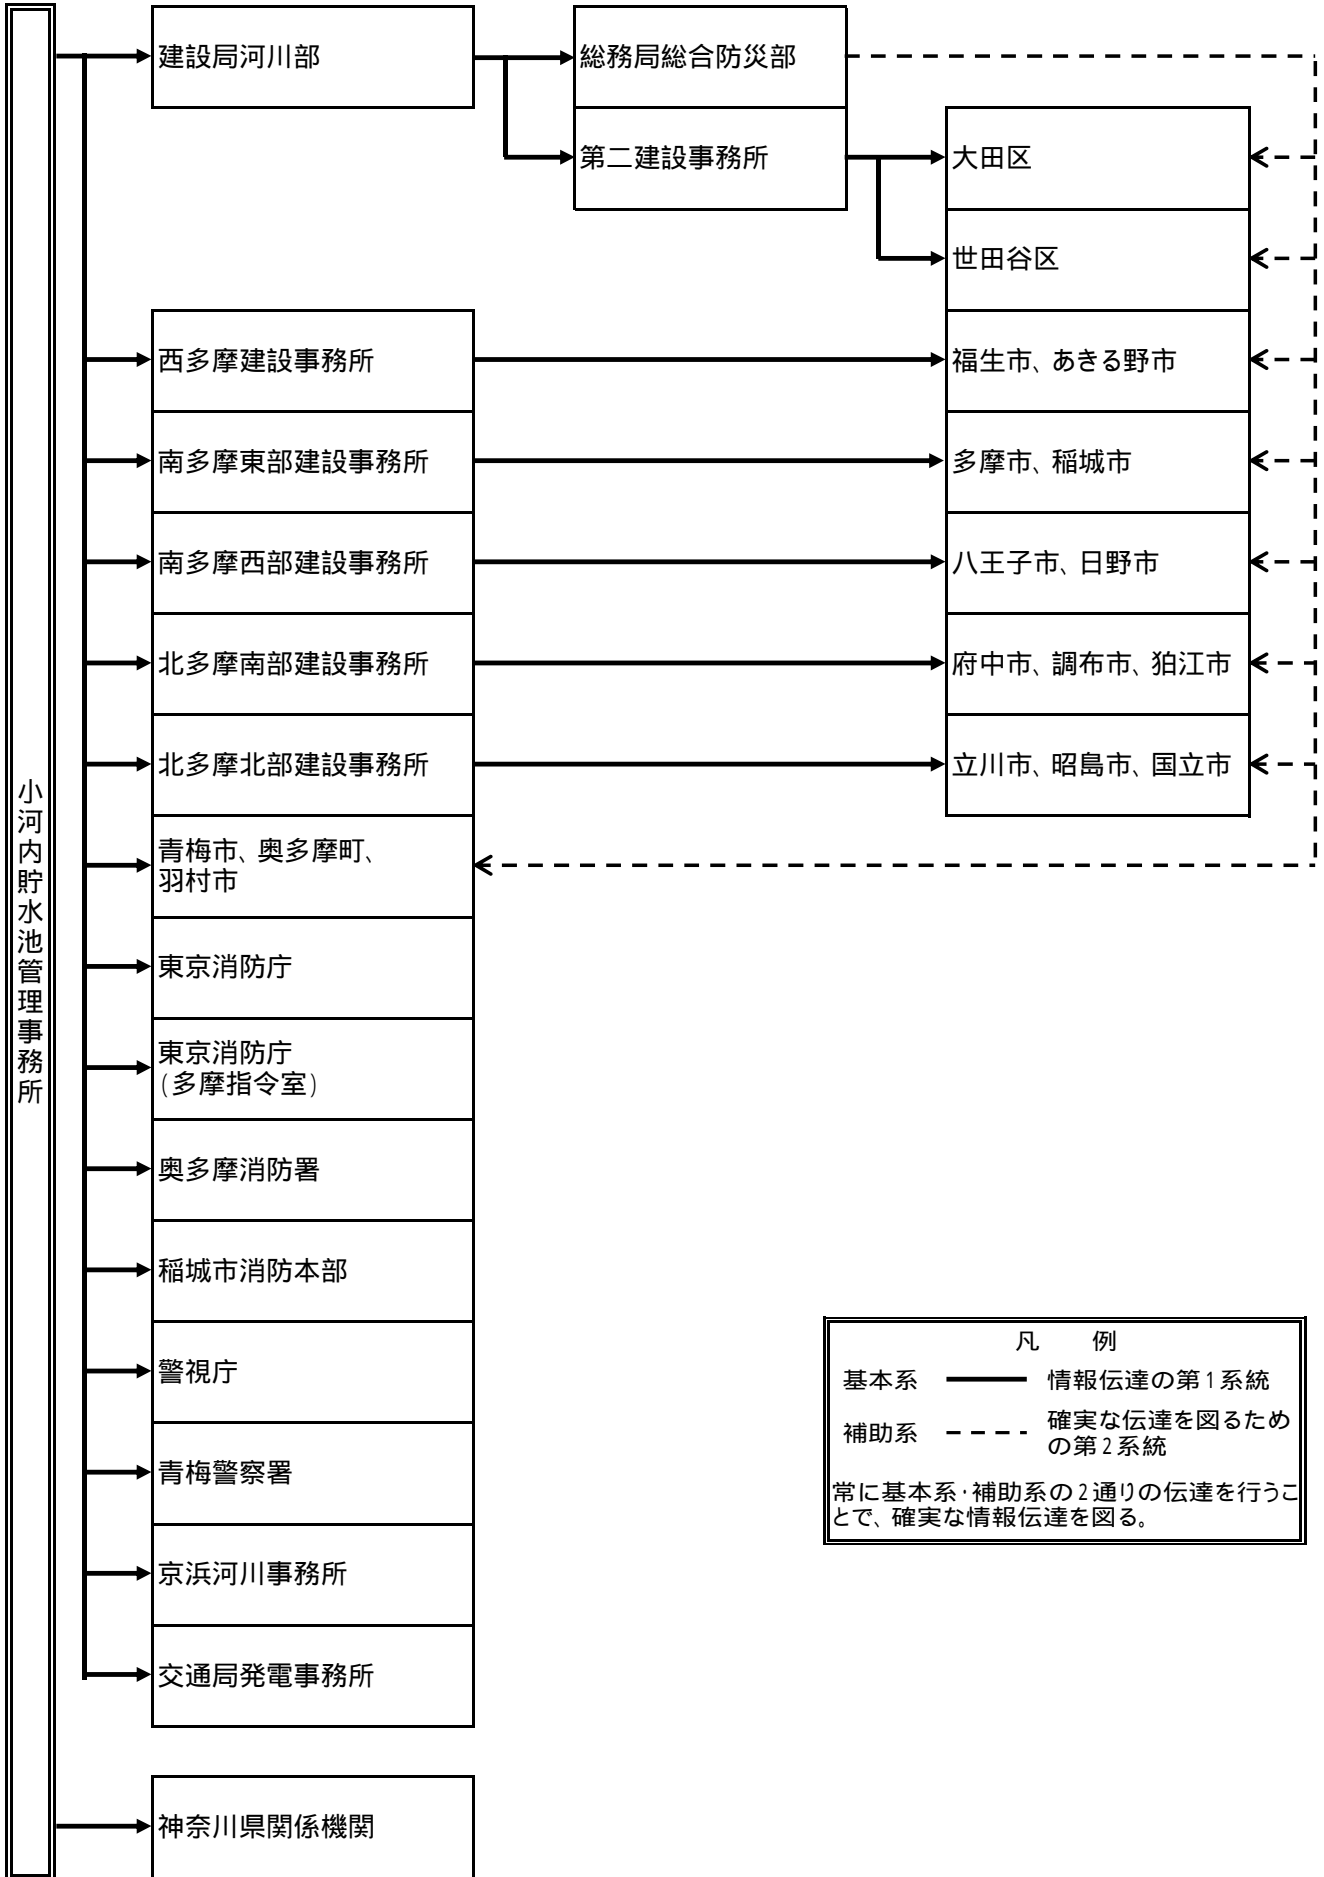 小河内貯水池管理事務所
建設局河川部
総務局総合防災部
第二建設事務所
大田区
世田谷区
西多摩建設事務所
福生市、あきる野市
南多摩東部建設事務所
多摩市、稲城市
南多摩西部建設事務所
八王子市、日野市
北多摩南部建設事務所
府中市、調布市、狛江市
北多摩北部建設事務所
立川市、昭島市、国立市
青梅市、奥多摩町、
羽村市
東京消防庁
東京消防庁
(多摩指令室)
奥多摩消防署
稲城市消防本部
警視庁
青梅警察署
京浜河川事務所
交通局発電事務所
神奈川県関係機関
凡　例
基本系 情報伝達の第1系統
補助系 確実な伝達を図るため
の第2系統
常に基本系・補助系の2通りの伝達を行うこ
とで、確実な情報伝達を図る。